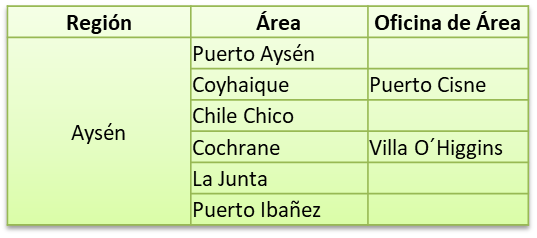 Región Área Oficina de Área
Puerto Aysén
Coyhaique Puerto Cisne
Chile Chico
Aysén
Cochrane Villa O´Higgins
La Junta
Puerto Ibañez